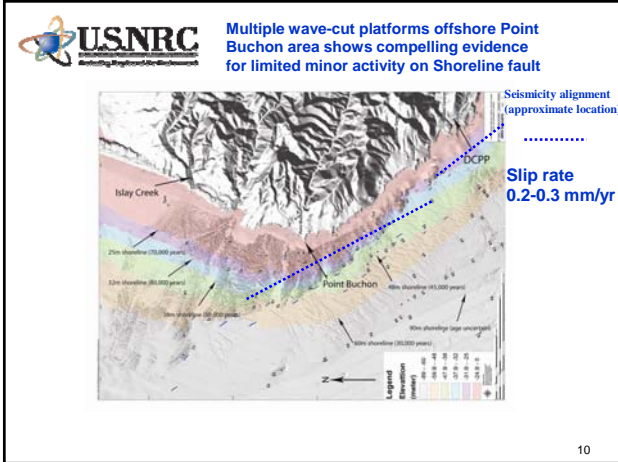 U.S.NRC
Multiple wave-cut platforms offshore Point
Buchon area shows compelling evidence
for limited minor activity on Shoreline fault
Seismicity alignment
(approximate location)
Slip rate
0.2-0.3 mm/yr
DCPP
Islay Creek
25m shoreline (70,000 years)
32m shoreline (80,000 years)
Point Buchon
48m shoreline (45,000 years)
90m shoreline (age uncertain)
60m shoreline (30,000 years)
N
Legend
Elevation
(meter)
10